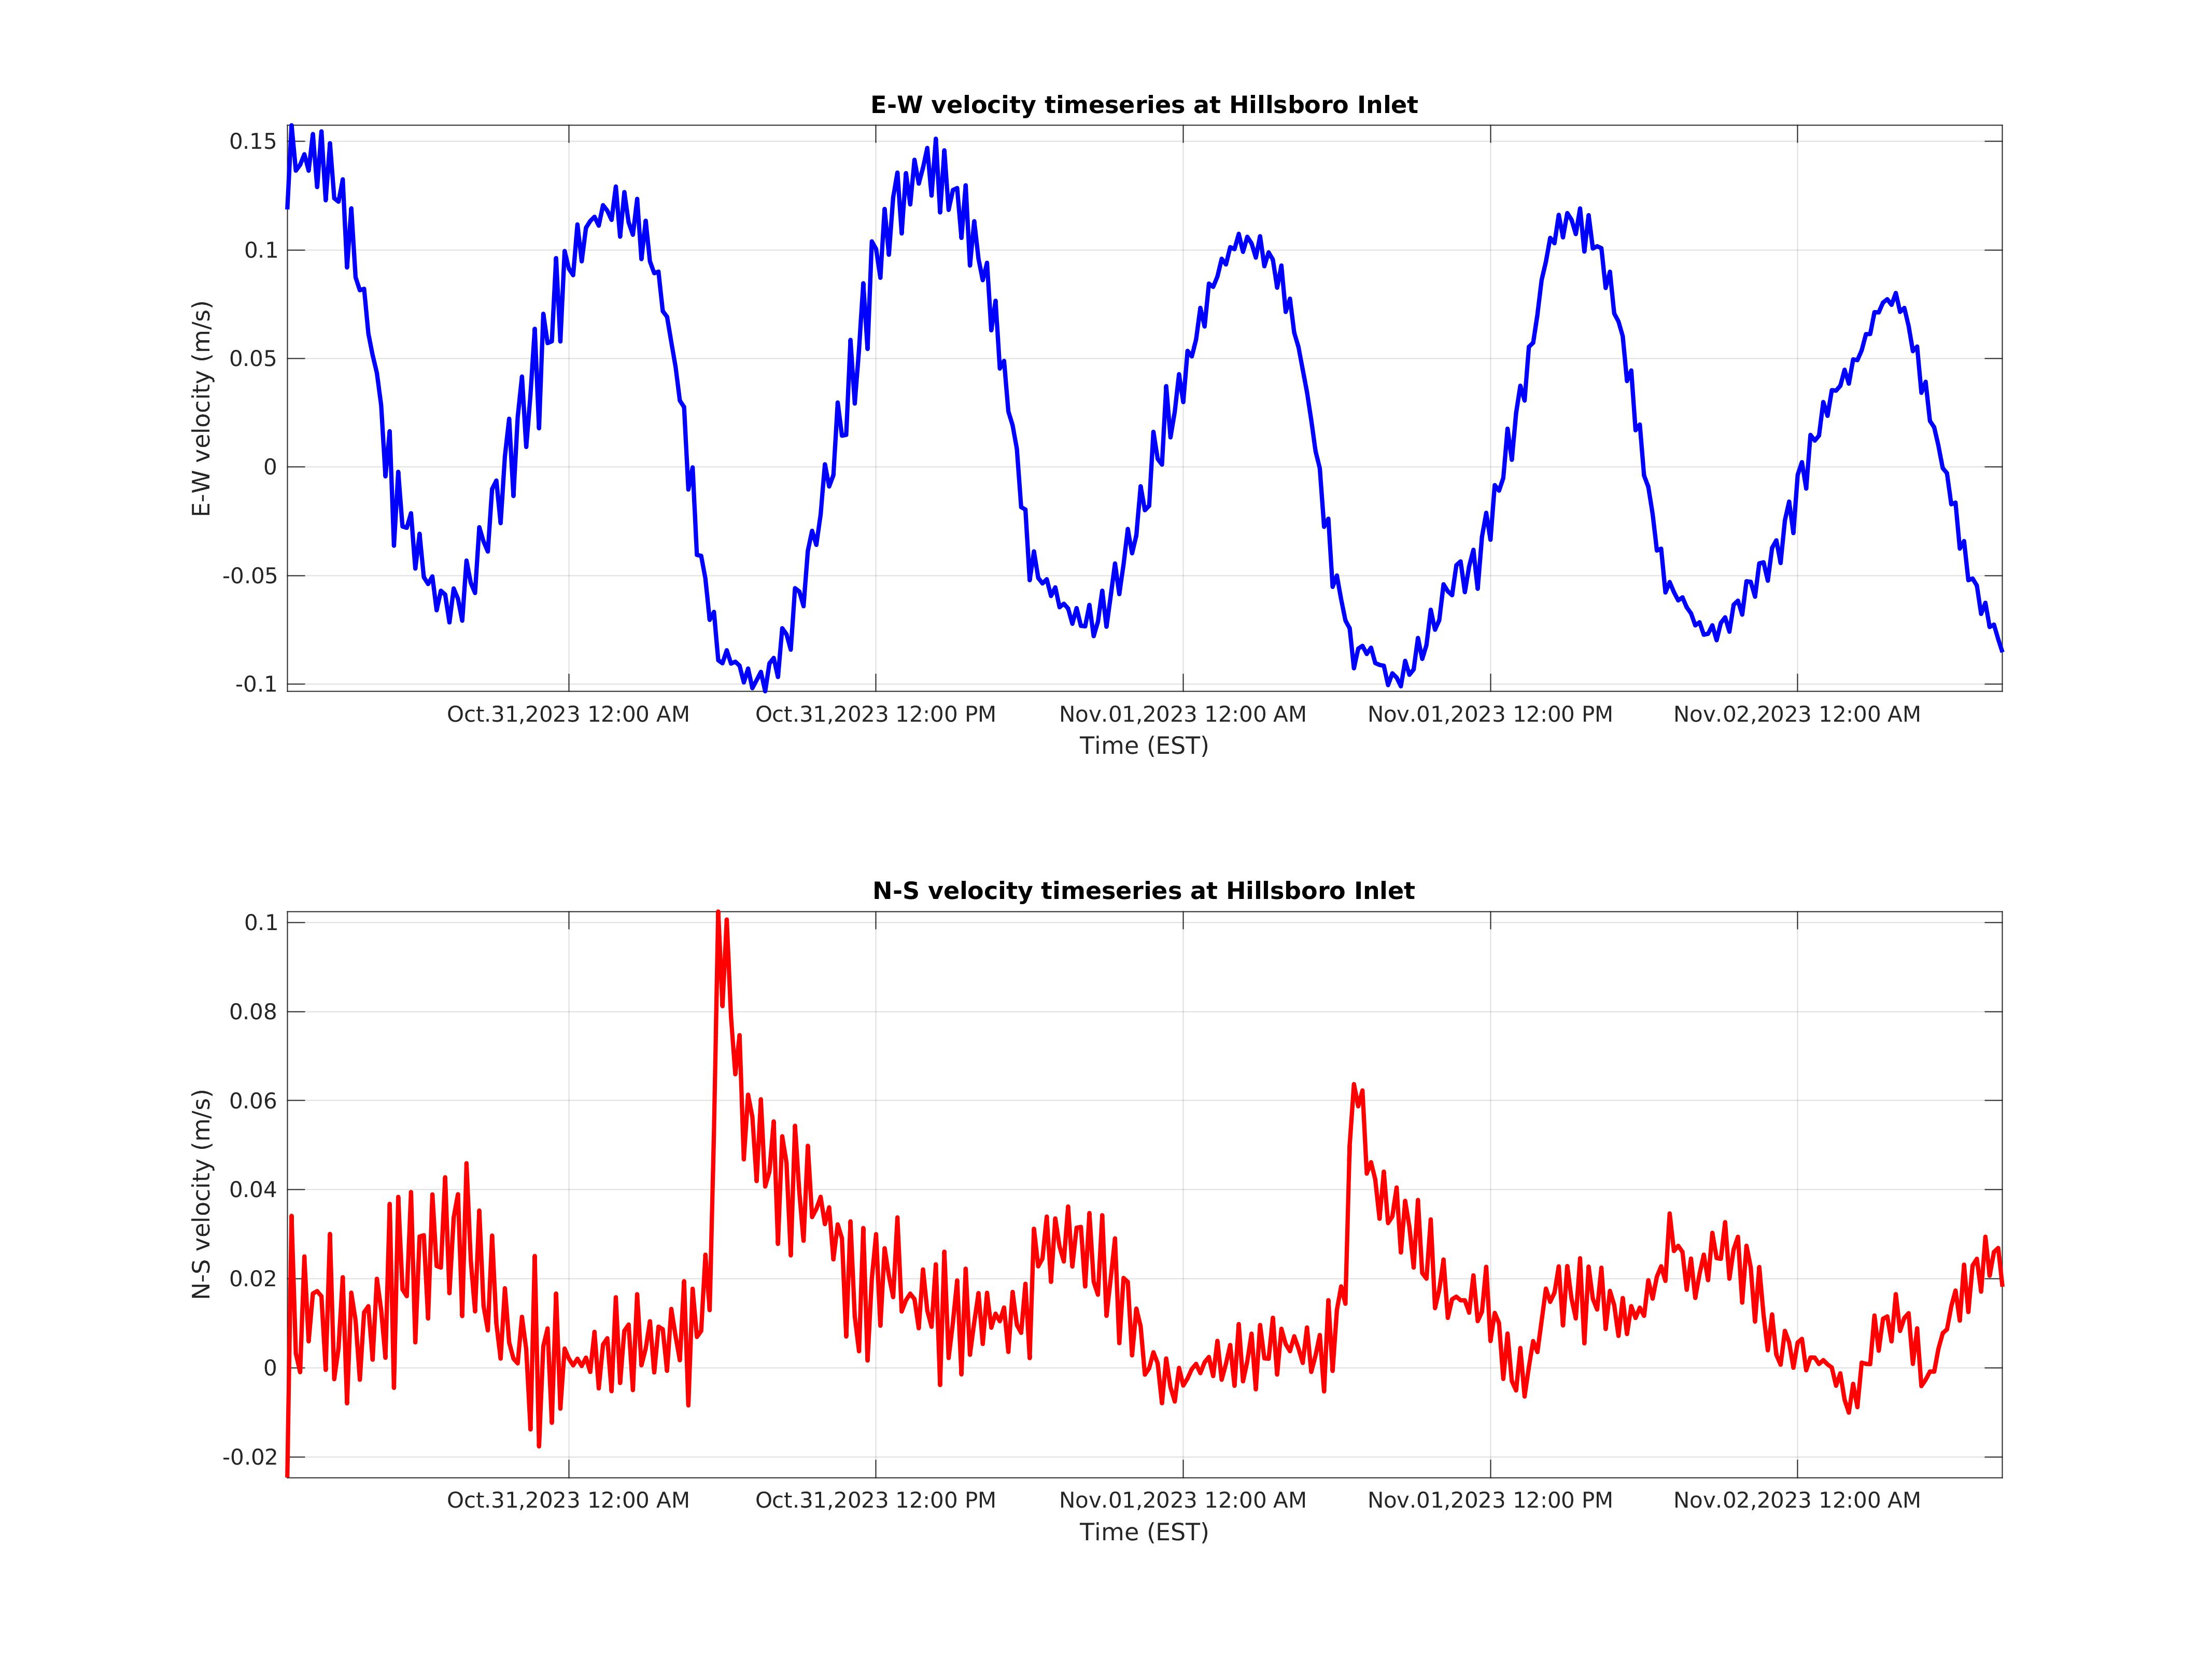 E-W velocity timeseries at Hillsboro Inlet
E-W velocity (m/s)
0.15
0.1
0.05
0
-0.05
-0.1
Oct.31,2023 12:00 AM Oct.31,2023 12:00 PM Nov.01,2023 12:00 AM Nov.01,2023 12:00 PM Nov.02,2023 12:00 AM
Time (EST)
N-S velocity timeseries at Hillsboro Inlet
N-S velocity (m/s)
0.1
0.08
0.06
0.04
0.02
0
-0.02
Oct.31,2023 12:00 AM Oct.31,2023 12:00 PM Nov.01,2023 12:00 AM Nov.01,2023 12:00 PM Nov.02,2023 12:00 AM
Time (EST)